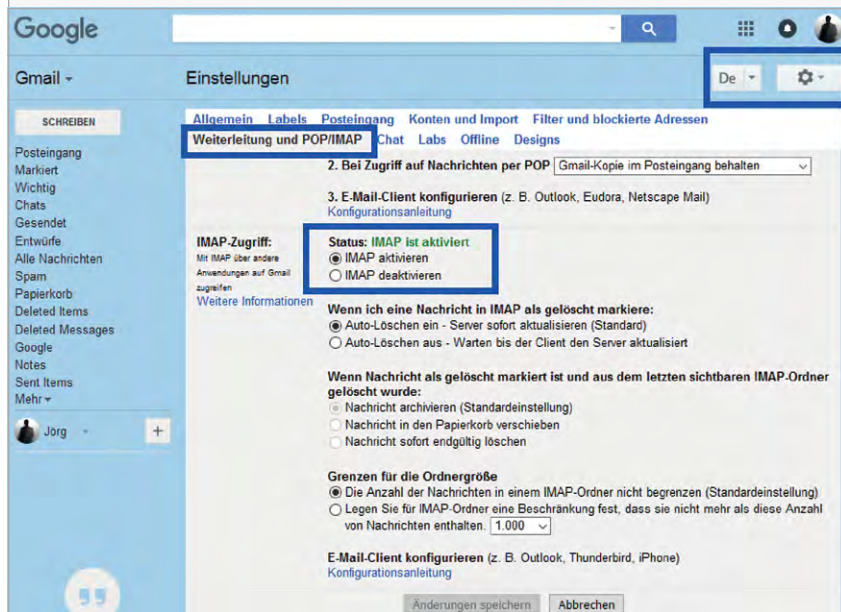 Google
Gmail
Einstellungen
De
SCHREIBEN
Posteingang
Markiert
Wichtig
Chats
Gesendet
Entwürfe
Alle Nachrichten
Spam
Papierkorb
Deleted Items
Deleted Messages
Google
Notes
Sent Items
Mehr
Jörg
+
Allgemein Labels Posteingang Konten und Import Filter und blockierte Adressen
Weiterleitung und POP/IMAP Chat Labs Offline Designs
2. Bei Zugriff auf Nachrichten per POP Gmail-Kopie im Posteingang behalten
3. E-Mail-Client konfigurieren (z. B. Outlook, Eudora, Netscape Mail)
Konfigurationsanleitung
IMAP-Zugriff:
Mit IMAP über andere
Anwendungen auf Gmail
zugreifen
Weitere Informationen
Status: IMAP ist aktiviert
IMAP aktivieren
IMAP deaktivieren
Wenn ich eine Nachricht in IMAP als gelöscht markiere:
Auto-Löschen ein - Server sofort aktualisieren (Standard)
Auto-Löschen aus - Warten bis der Client den Server aktualisiert
Wenn Nachricht als gelöscht markiert ist und aus dem letzten sichtbaren IMAP-Ordner
gelöscht wurde:
Nachricht archivieren (Standardeinstellung)
Nachricht in den Papierkorb verschieben
Nachricht sofort endgültig löschen
Grenzen für die Ordnergröße
Die Anzahl der Nachrichten in einem IMAP-Ordner nicht begrenzen (Standardeinstellung)
Legen Sie für IMAP-Ordner eine Beschränkung fest, dass sie nicht mehr als diese Anzahl
von Nachrichten enthalten. 1.000
E-Mail-Client konfigurieren (z. B. Outlook, Thunderbird, iPhone)
Konfigurationsanleitung
Änderungen speichern Abbrechen